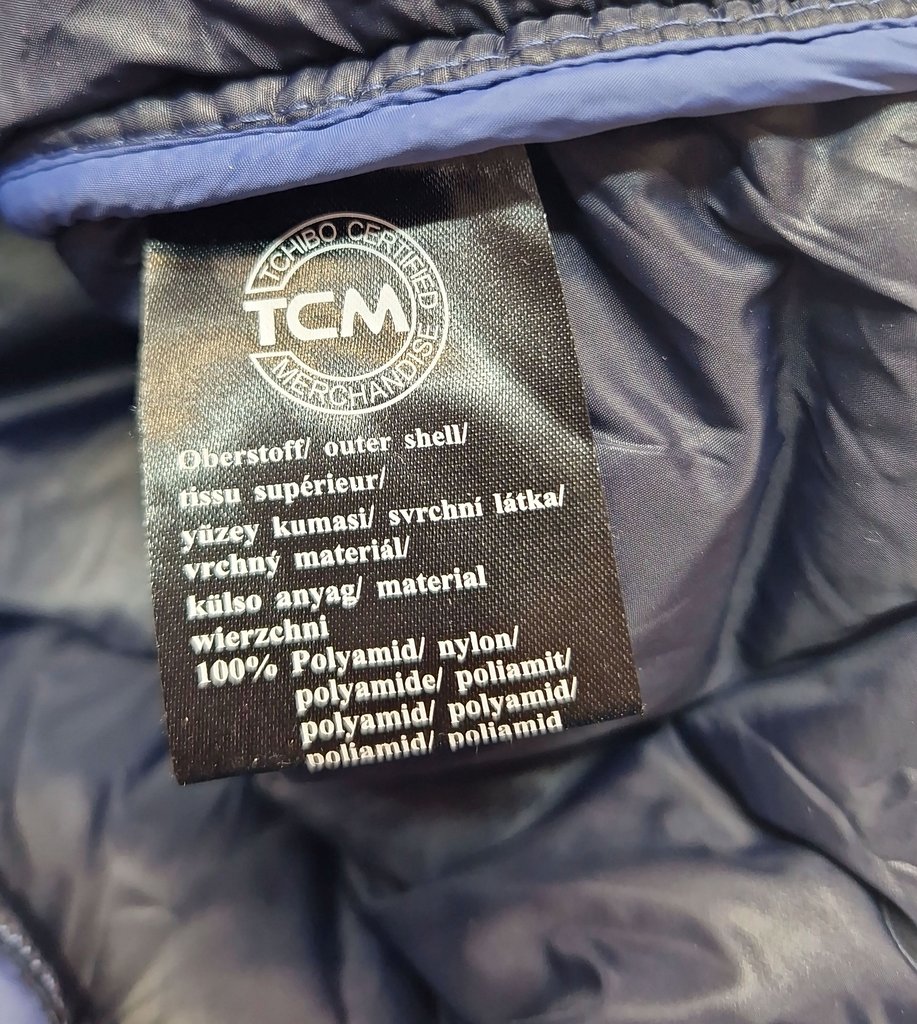 TCHIBO CERTIFIED
TCM
MERCHANDISE
Oberstoff/ outer shell/
tissu supérieur/
yüzey kumasi/ svrchní látka/
vrchný materiál/
külso anyag/ material
wierzchni
100% Polyamid/ nylon/
polyamide/ poliamit/
polyamid/ polyamid/
poliamid/ poliamid